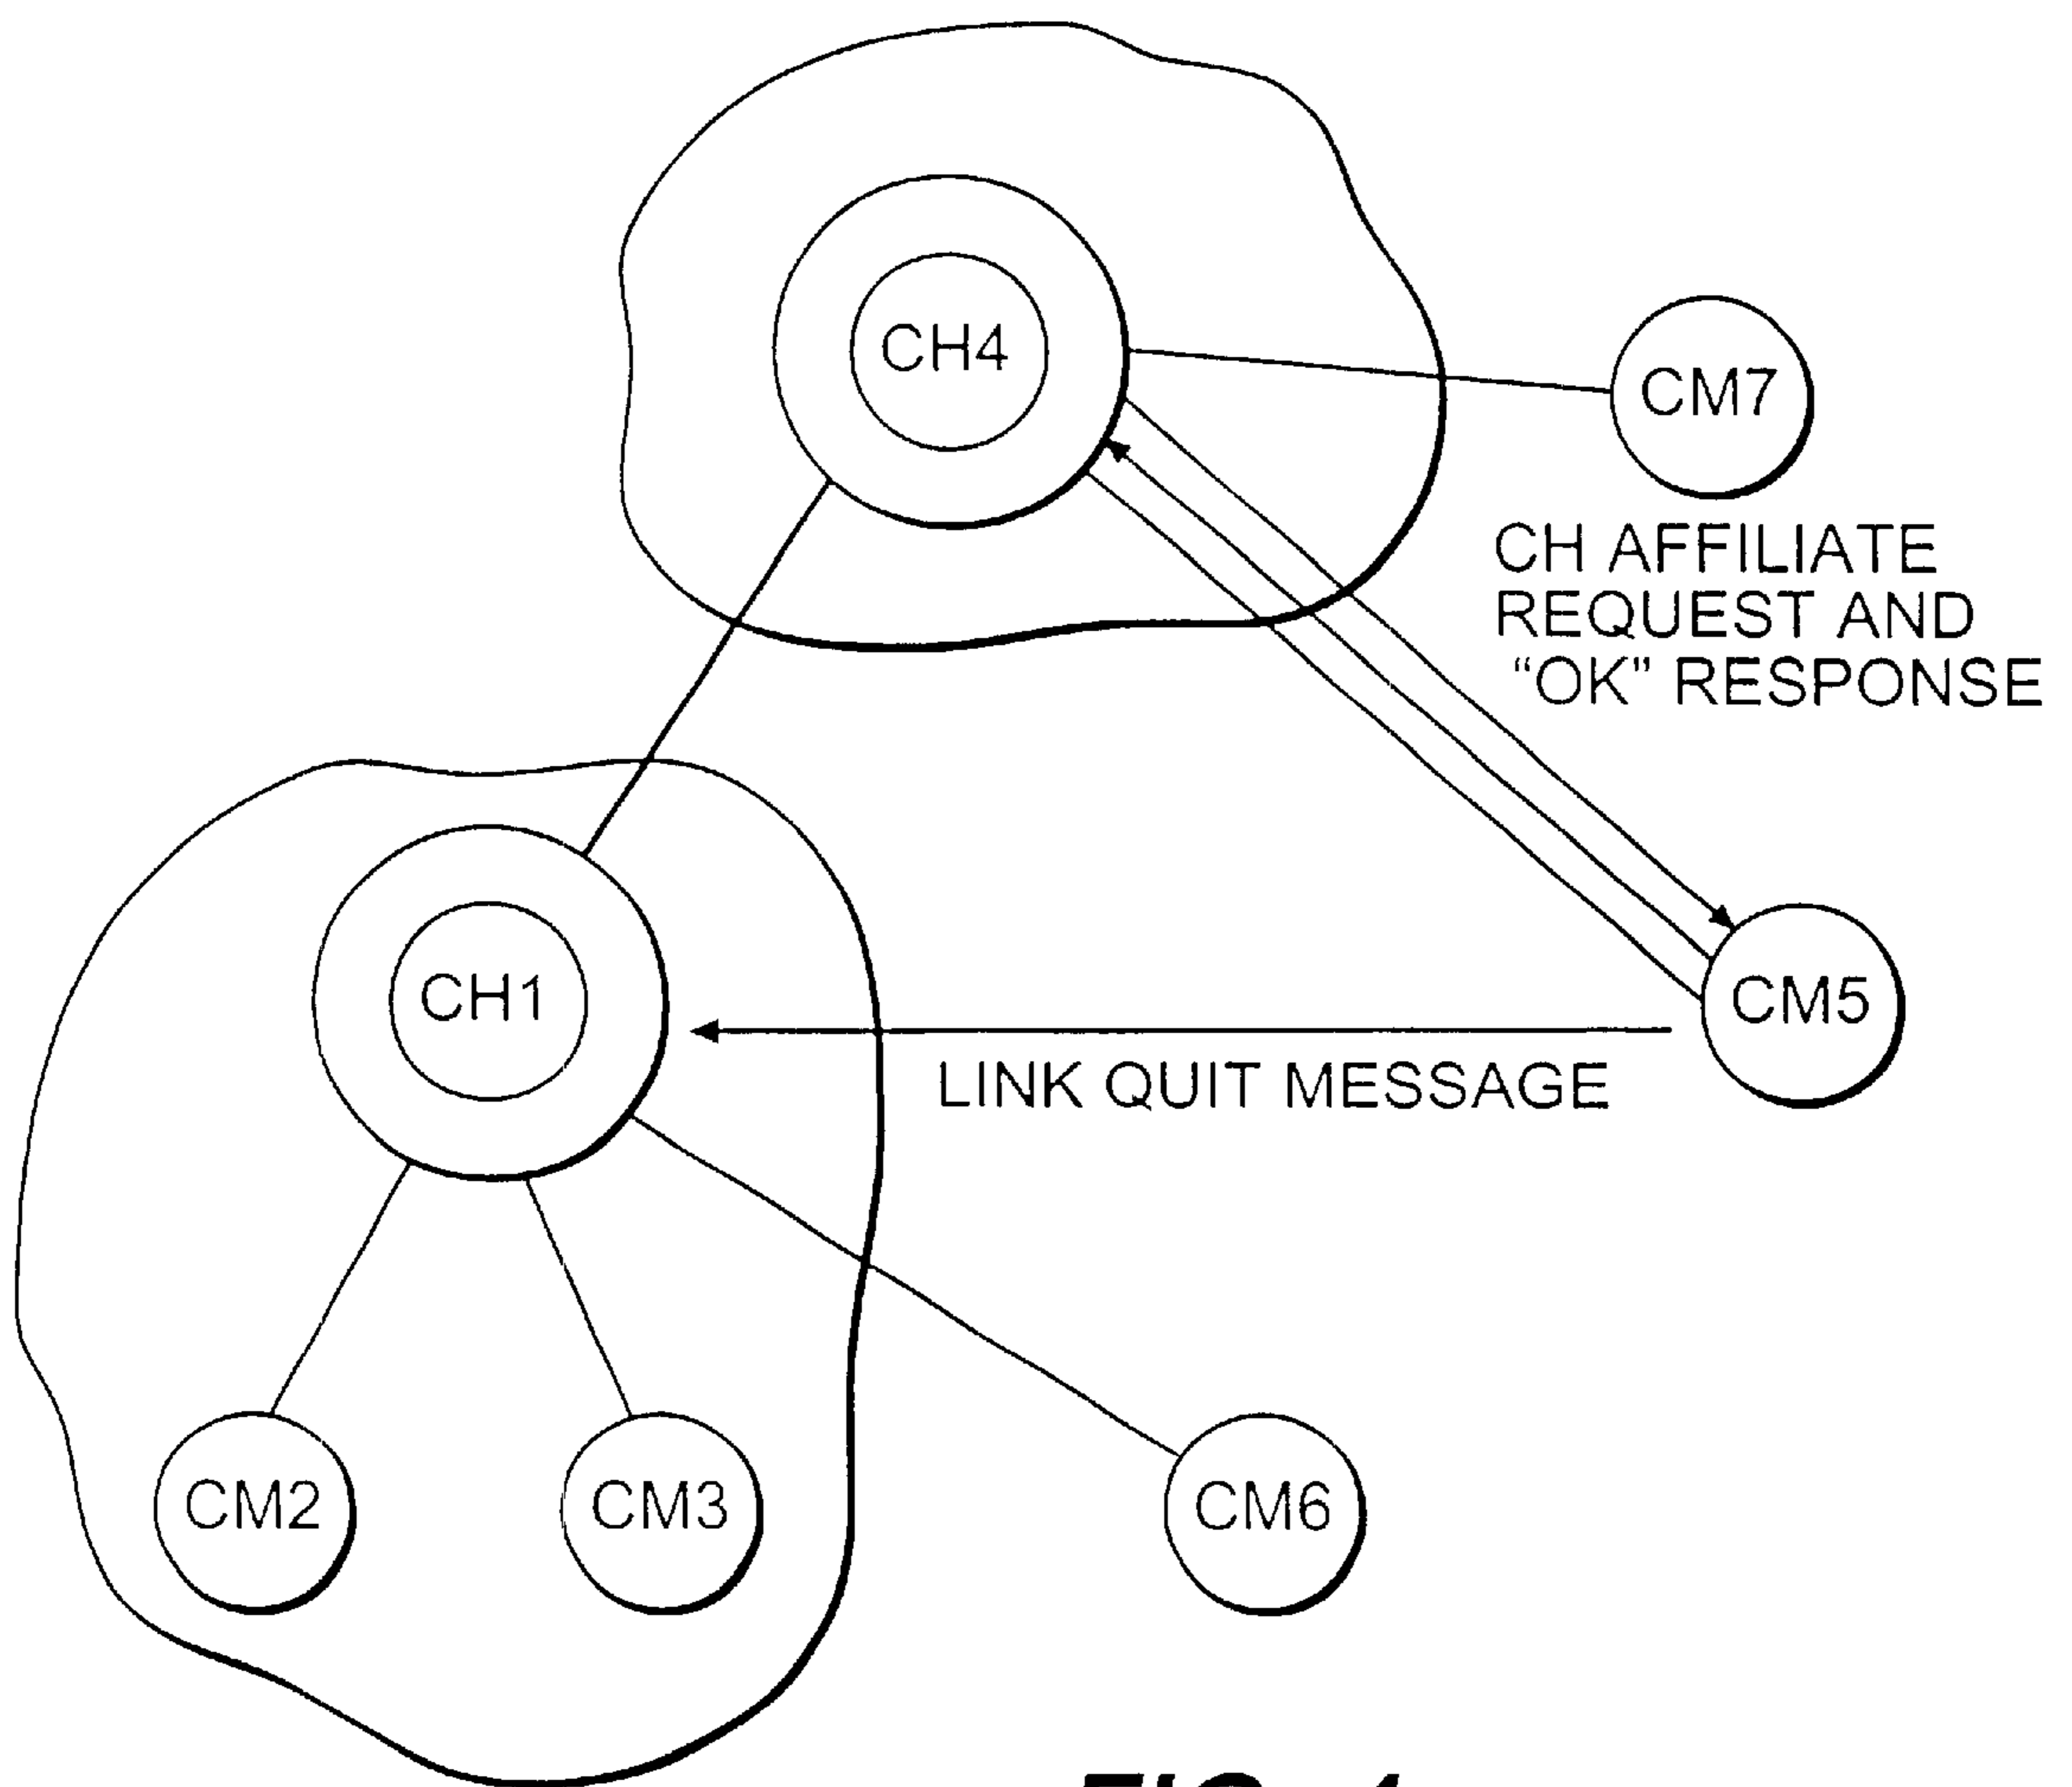 CH4
CM7
CH AFFILIATE
REQUEST AND
“OK” RESPONSE
CH1
CM5
LINK QUIT MESSAGE
CM2
CM3
CM6